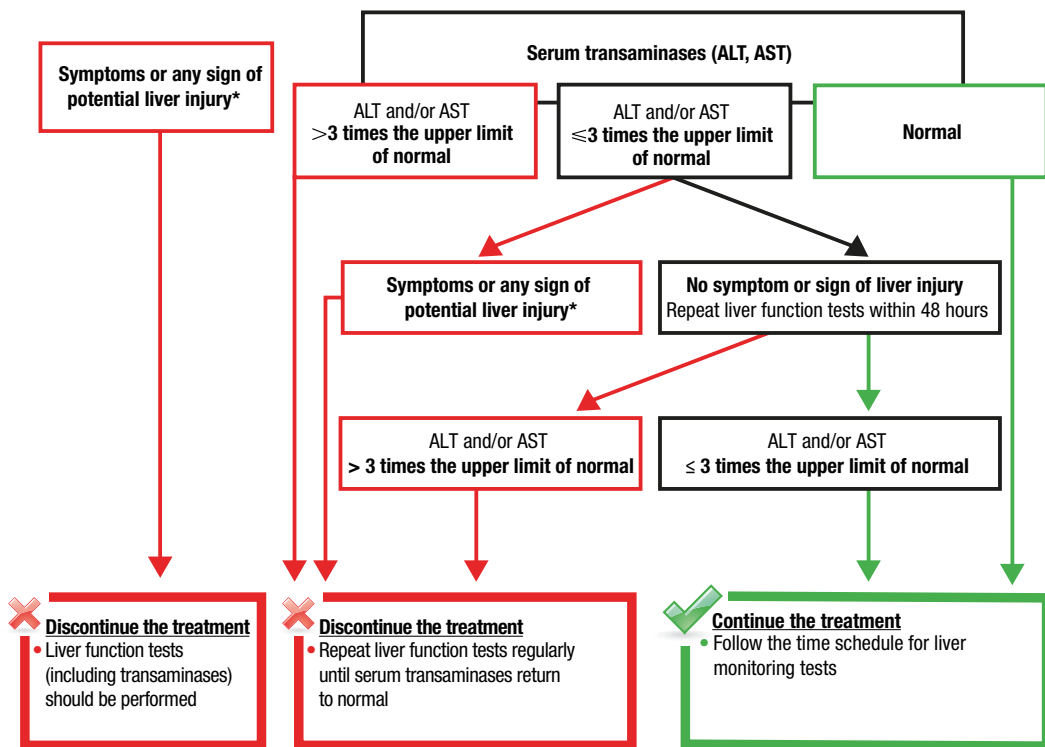 Symptoms or any sign of
potential liver injury*
Serum transaminases (ALT, AST)
ALT and/or AST
>3 times the upper limit
of normal
ALT and/or AST
⩽3 times the upper limit
of normal
Normal
Symptoms or any sign of
potential liver injury*
No symptom or sign of liver injury
Repeat liver function tests within 48 hours
ALT and/or AST
> 3 times the upper limit of normal
ALT and/or AST
≤ 3 times the upper limit of normal
Discontinue the treatment
• Liver function tests
(including transaminases)
should be performed
Discontinue the treatment
• Repeat liver function tests regularly
until serum transaminases return
to normal
Continue the treatment
• Follow the time schedule for liver
monitoring tests